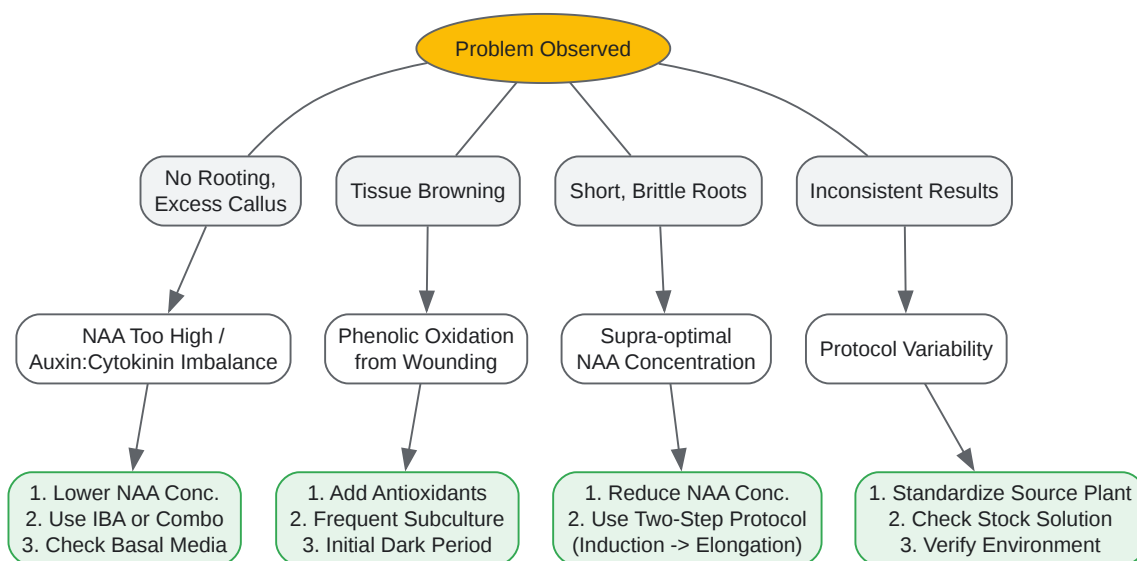 Problem Observed
No Rooting,
Excess Callus
Tissue Browning
Short, Brittle Roots
Inconsistent Results
NAA Too High /
Auxin:Cytokinin Imbalance
Phenolic Oxidation
from Wounding
Supra-optimal
NAA Concentration
Protocol Variability
1. Lower NAA Conc.
2. Use IBA or Combo
3. Check Basal Media
1. Add Antioxidants
2. Frequent Subculture
3. Initial Dark Period
1. Reduce NAA Conc.
2. Use Two-Step Protocol
(Induction -> Elongation)
1. Standardize Source Plant
2. Check Stock Solution
3. Verify Environment